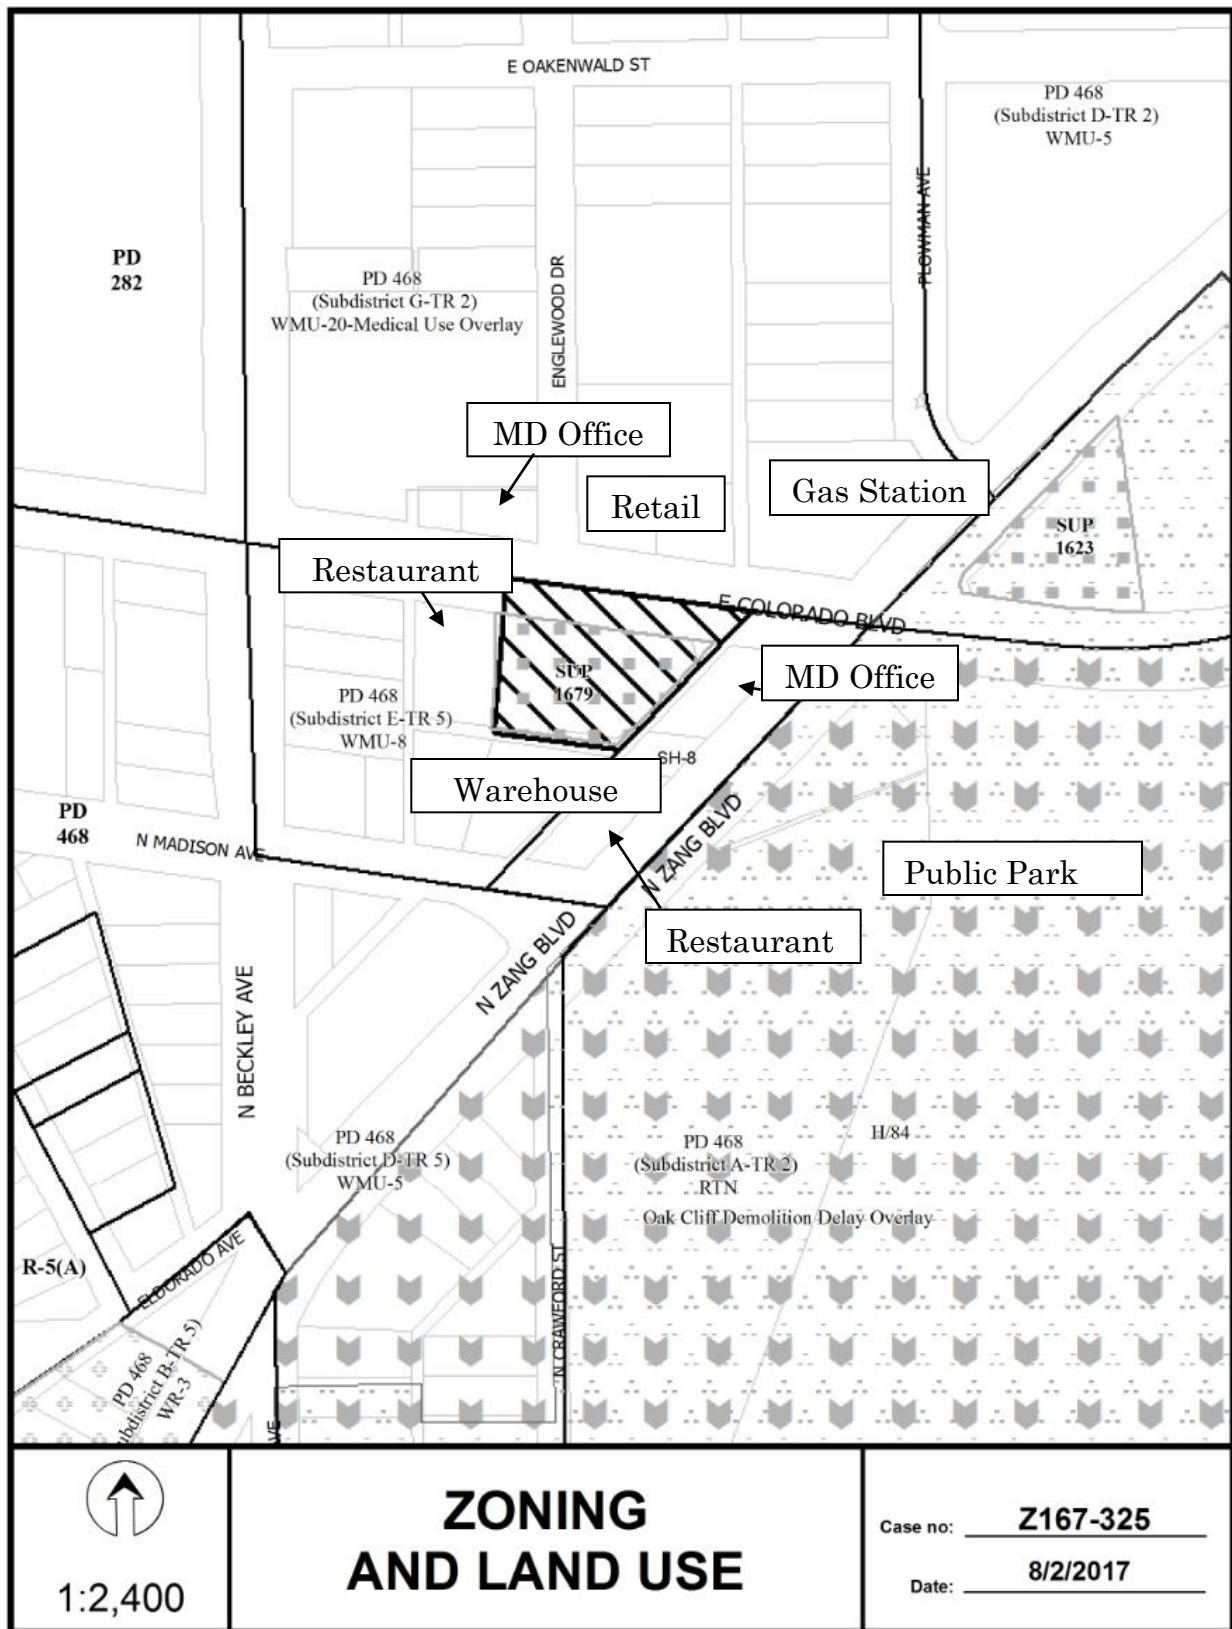 E OAKENWALD ST
PD 468
(Subdistrict D-TR 2)
WMU-5
PLOWMAN AVE
PD
282
PD 468
(Subdistrict G-TR 2)
WMU-20-Medical Use Overlay
ENGLEWOOD DR
MD Office
Retail
Gas Station
SUP
1623
Restaurant
E COLORADO BLVD
SUP
1679
MD Office
PD 468
(Subdistrict E-TR 5)
WMU-8
SH-8
Warehouse
PD
468
N MADISON AVE
N ZANG BLVD
Public Park
Restaurant
N ZANG BLVD
N BECKLEY AVE
PD 468
(Subdistrict D-TR 5)
WMU-5
PD 468
(Subdistrict A-TR 2)
RTN
H/84
Oak Cliff Demolition Delay Overlay
R-5(A)
ELDORADO AVE
N CRAWFORD ST
PD 468
ubdistrict B-TR 5)
WR-3
VE
1:2,400
ZONING
AND LAND USE
Case no: Z167-325
Date: 8/2/2017